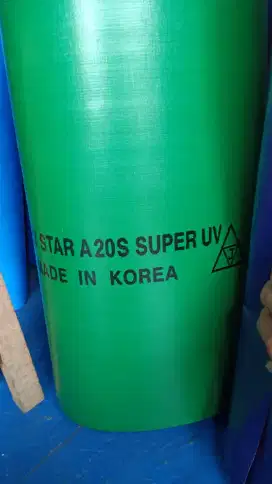 STAR A20S SUPER UV
MADE IN KOREA